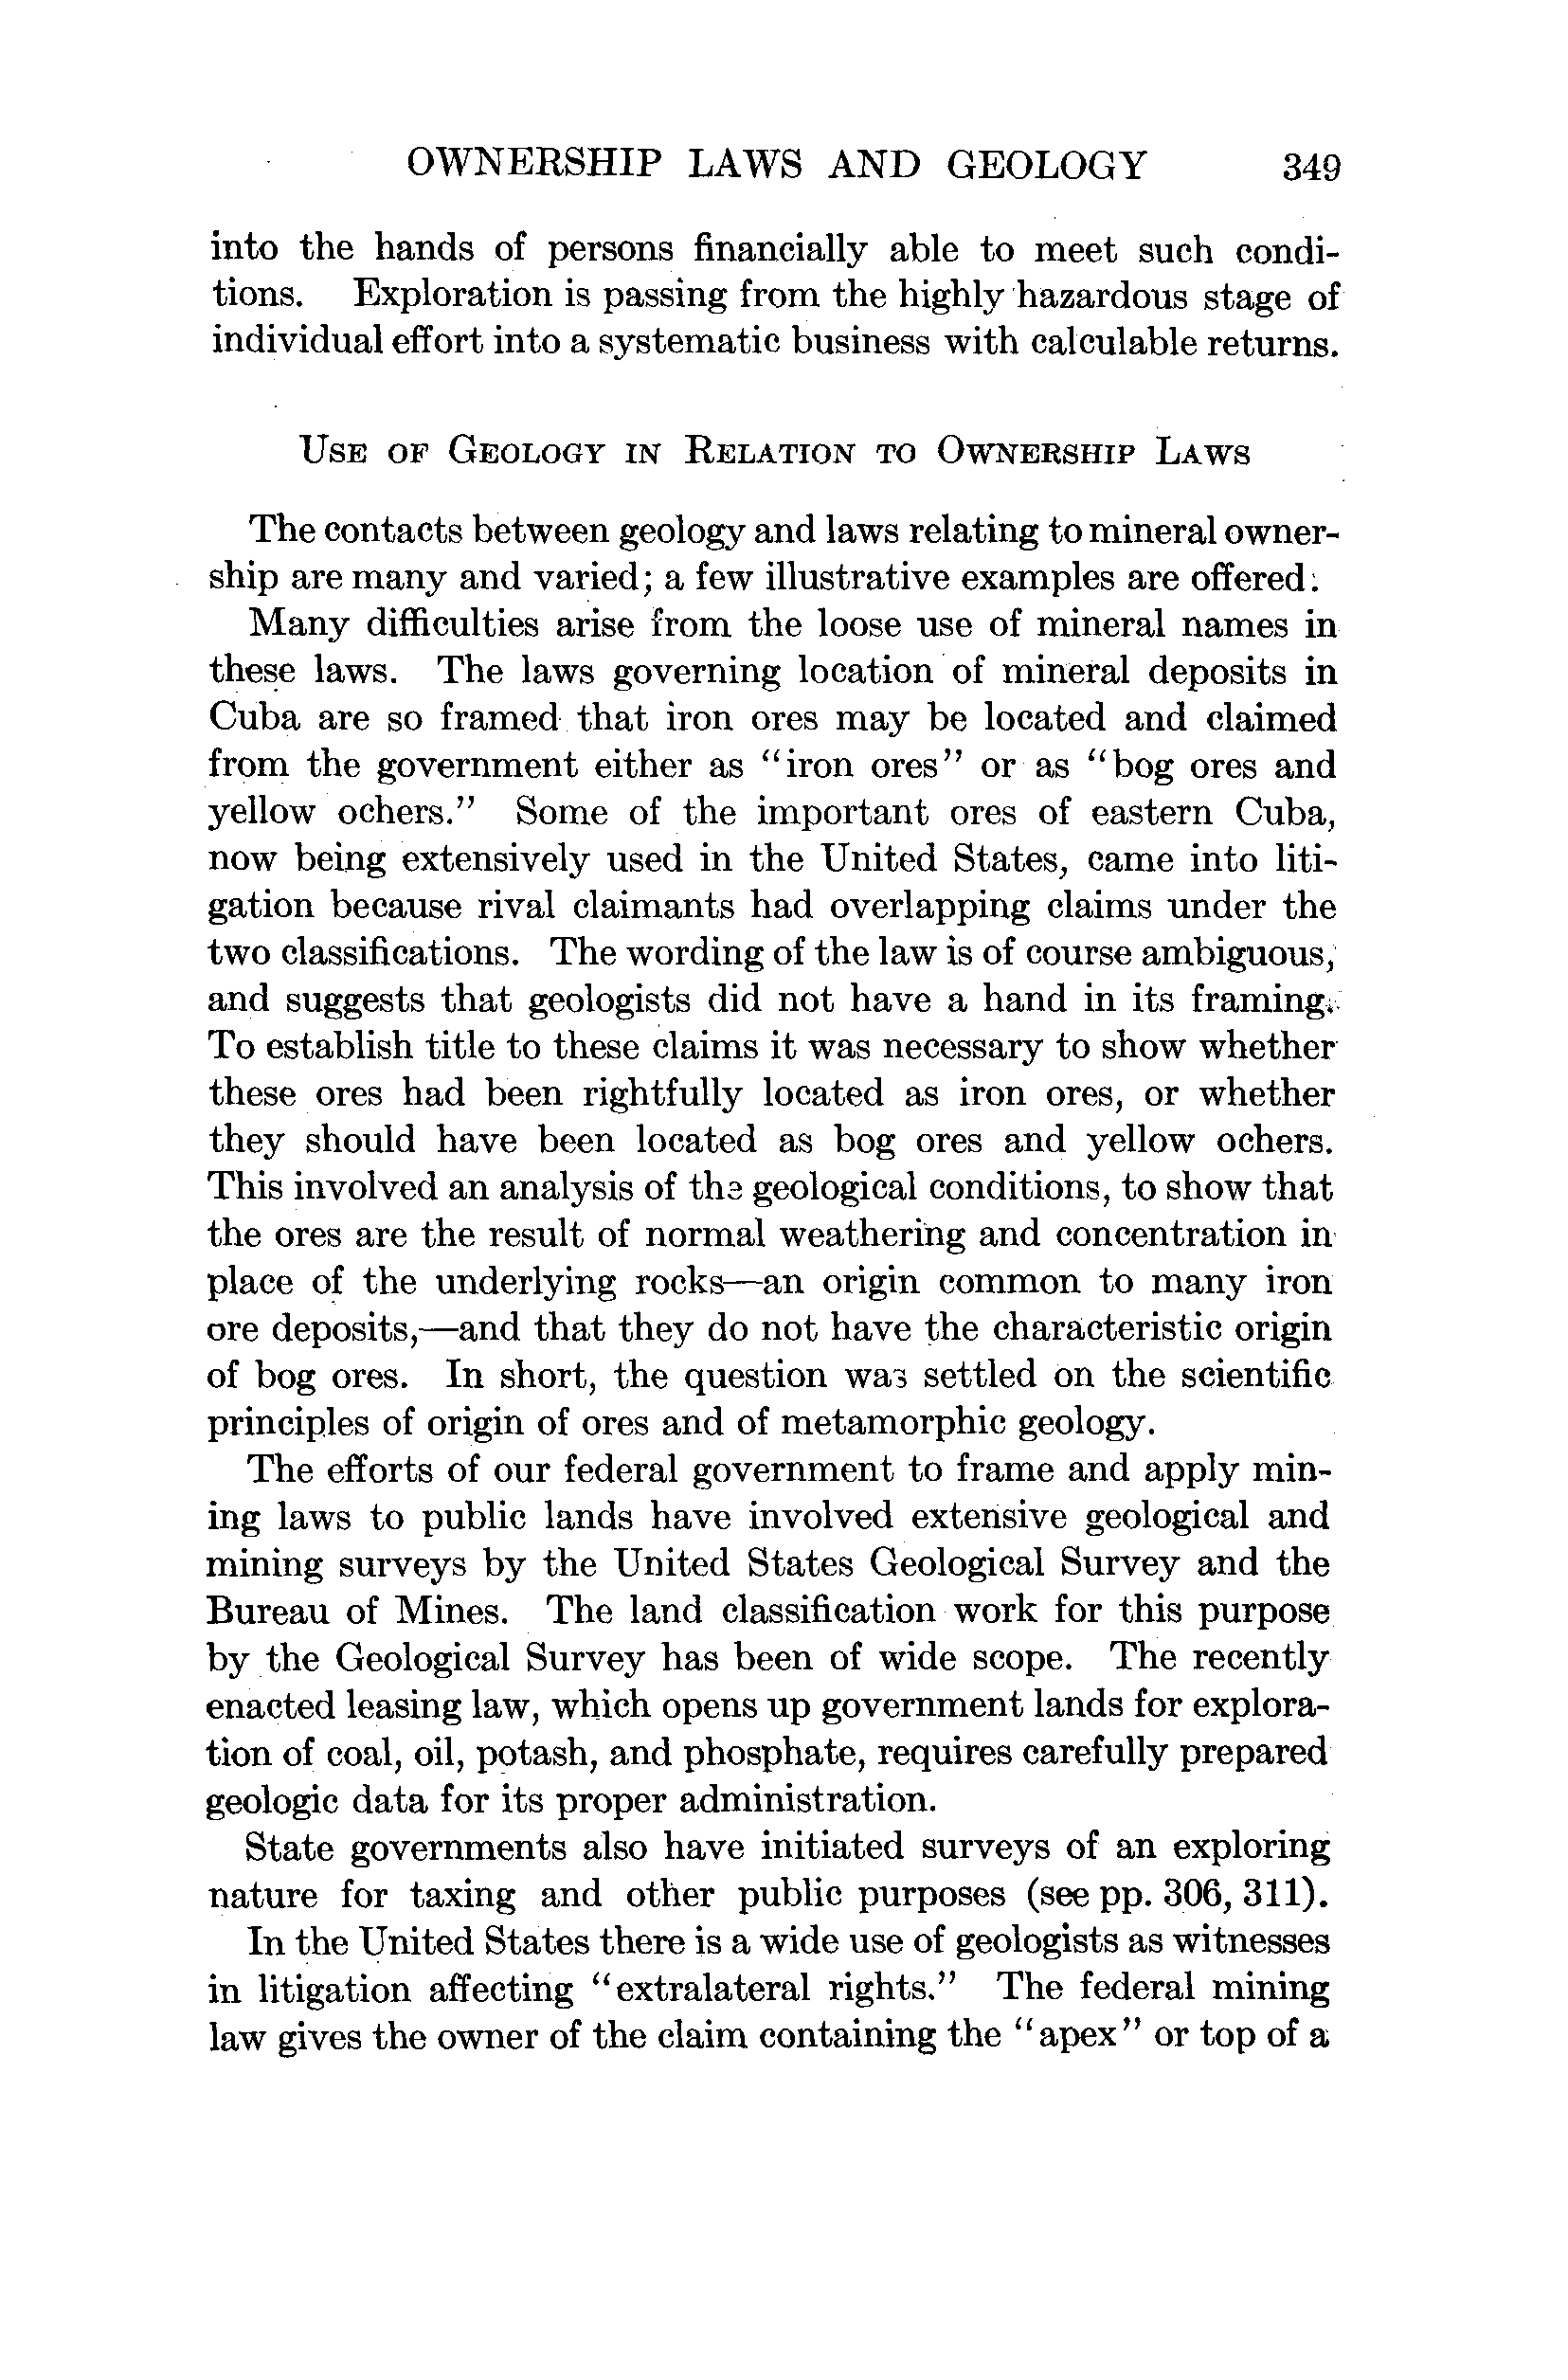 OWNERSHIP LAWS AND GEOLOGY 349
into the hands of persons financially able to meet such condi-
tions. Exploration is passing from the highly hazardous stage of
individual effort into a systematic business with calculable returns.
USE OF GEOLOGY IN RELATION TO OWNERSHIP LAWS
The contacts between geology and laws relating to mineral owner-
ship are many and varied; a few illustrative examples are offered.
Many difficulties arise from the loose use of mineral names in
these laws. The laws governing location of mineral deposits in
Cuba are so framed that iron ores may be located and claimed
from the government either as "iron ores" or as "bog ores and
yellow ochers." Some of the important ores of eastern Cuba,
now being extensively used in the United States, came into liti-
gation because rival claimants had overlapping claims under the
two classifications. The wording of the law is of course ambiguous,
and suggests that geologists did not have a hand in its framing.
To establish title to these claims it was necessary to show whether
these ores had been rightfully located as iron ores, or whether
they should have been located as bog ores and yellow ochers.
This involved an analysis of the geological conditions, to show that
the ores are the result of normal weathering and concentration in
place of the underlying rocks—an origin common to many iron
ore deposits,—and that they do not have the characteristic origin
of bog ores. In short, the question was settled on the scientific
principles of origin of ores and of metamorphic geology.
The efforts of our federal government to frame and apply min-
ing laws to public lands have involved extensive geological and
mining surveys by the United States Geological Survey and the
Bureau of Mines. The land classification work for this purpose
by the Geological Survey has been of wide scope. The recently
enacted leasing law, which opens up government lands for explora-
tion of coal, oil, potash, and phosphate, requires carefully prepared
geologic data for its proper administration.
State governments also have initiated surveys of an exploring
nature for taxing and other public purposes (see pp. 306, 311).
In the United States there is a wide use of geologists as witnesses
in litigation affecting "extralateral rights." The federal mining
law gives the owner of the claim containing the "apex" or top of a